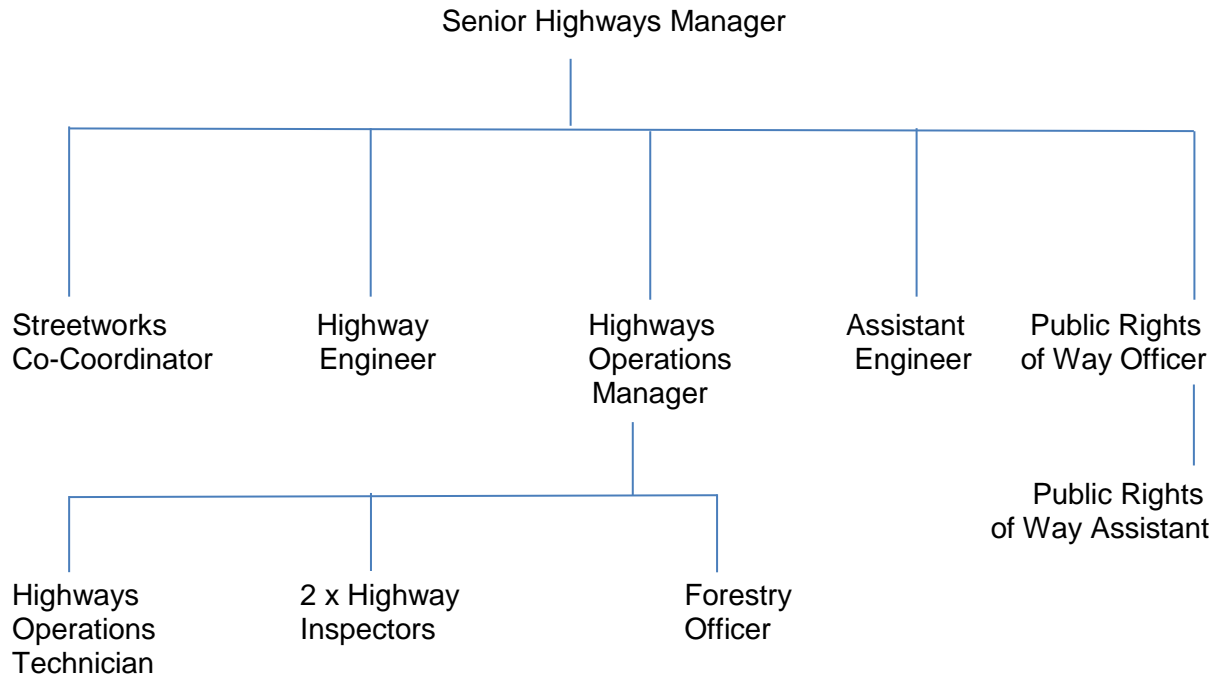 Senior Highways Manager
Streetworks
Co-Coordinator
Highway
Engineer
Highways
Operations
Manager
Assistant
Engineer
Public Rights
of Way Officer
Public Rights
of Way Assistant
Highways
Operations
Technician
2 x Highway
Inspectors
Forestry
Officer